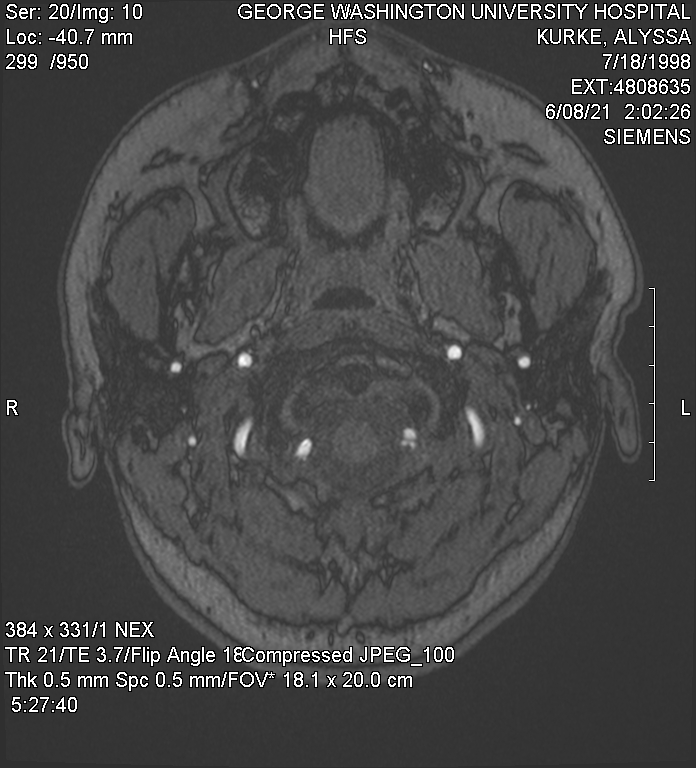 Ser: 20/Img: 10
Loc: -40.7 mm
299 /950
GEORGE WASHINGTON UNIVERSITY HOSPITAL
HFS
KURKE, ALYSSA
7/18/1998
EXT:4808635
6/08/21 2:02:26
SIEMENS
R
L
384 x 331/1 NEX
TR 21/TE 3.7/Flip Angle 18Compressed JPEG_100
Thk 0.5 mm Spc 0.5 mm/FOV* 18.1 x 20.0 cm
5:27:40